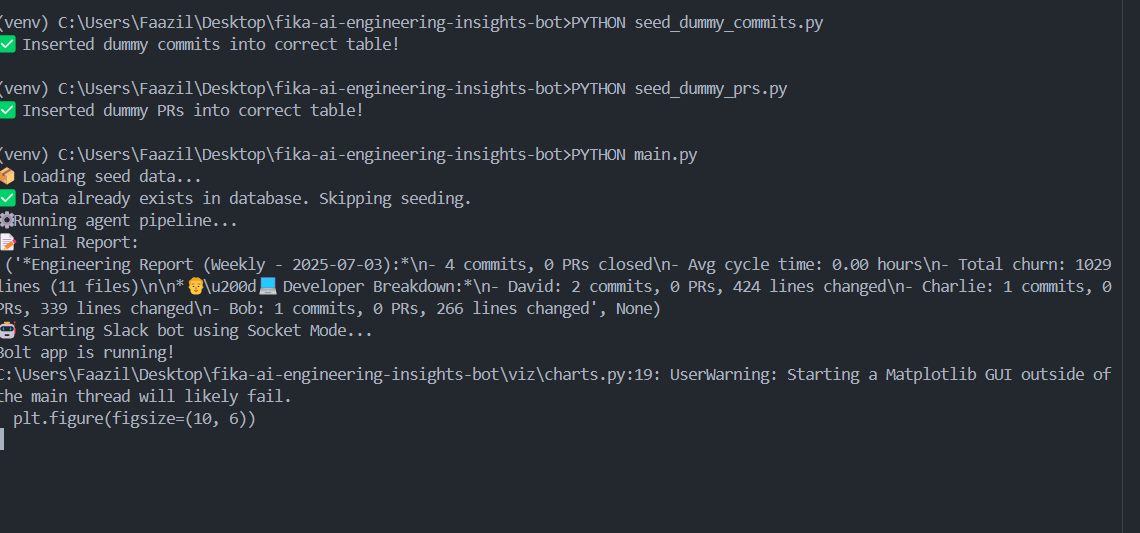 (venv) C:\Users\Faazil\Desktop\fika-ai-engineering-insights-bot>PYTHON seed_dummy_commits.py
✅ Inserted dummy commits into correct table!
(venv) C:\Users\Faazil\Desktop\fika-ai-engineering-insights-bot>PYTHON seed_dummy_prs.py
✅ Inserted dummy PRs into correct table!
(venv) C:\Users\Faazil\Desktop\fika-ai-engineering-insights-bot>PYTHON main.py
📦 Loading seed data...
✅ Data already exists in database. Skipping seeding.
⚙Running agent pipeline...
📝 Final Report:
('*Engineering Report (Weekly - 2025-07-03):*\n- 4 commits, 0 PRs closed\n- Avg cycle time: 0.00 hours\n- Total churn: 1029
lines (11 files)\n\n*🧑\u200d💻 Developer Breakdown:*\n- David: 2 commits, 0 PRs, 424 lines changed\n- Charlie: 1 commits, 0
PRs, 339 lines changed\n- Bob: 1 commits, 0 PRs, 266 lines changed', None)
🤖 Starting Slack bot using Socket Mode...
Bolt app is running!
C:\Users\Faazil\Desktop\fika-ai-engineering-insights-bot\viz\charts.py:19: UserWarning: Starting a Matplotlib GUI outside of
the main thread will likely fail.
plt.figure(figsize=(10, 6))